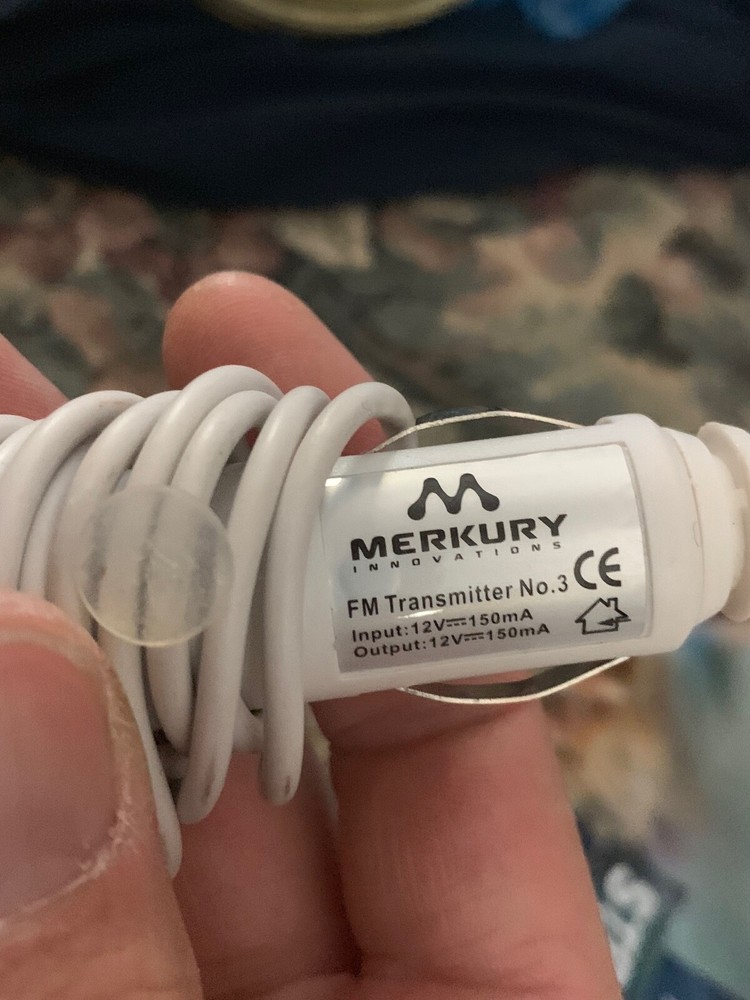 MERKURY
INNOVATIONS
FM Transmitter No.3
CE
Input:12V⎓150mA
Output:12V⎓150mA